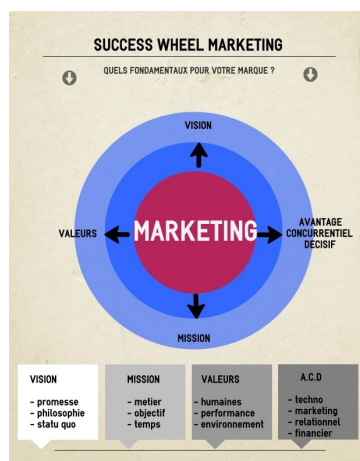 SUCCESS WHEEL MARKETING
QUELS FONDAMENTAUX POUR VOTRE MARQUE ?
VISION
VALEURS
MARKETING
AVANTAGE
CONCURRENTIEL
DECISIF
MISSION
VISION
- promesse
- philosophie
- statu quo
MISSION
- metier
- objectif
- temps
VALEURS
- humaines
- performance
- environnement
A.C.D
- techno
- marketing
- relationnel
- financier